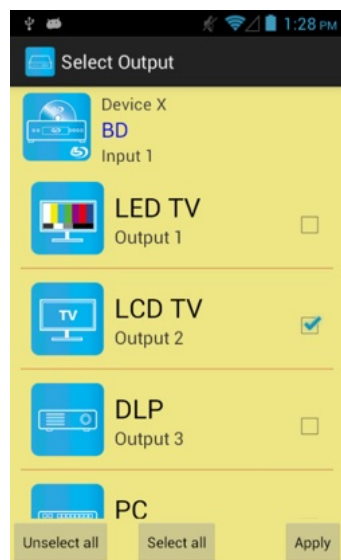 1:28 PM
Select Output
Device X
BD
Input 1
LED TV
Output 1
TV
LCD TV
Output 2
DLP
Output 3
PC
Unselect all
Select all
Apply